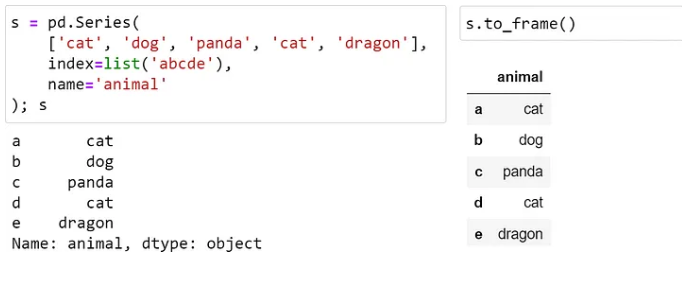 s = pd.Series(
    ['cat', 'dog', 'panda', 'cat', 'dragon'],
    index=list('abcde'),
    name='animal'
); s
a       cat
b       dog
c     panda
d       cat
e    dragon
Name: animal, dtype: object
s.to_frame()
animal
a cat
b dog
c panda
d cat
e dragon